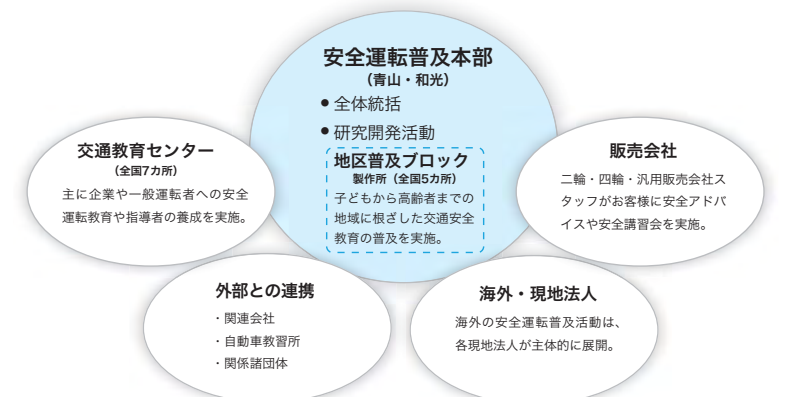 安全運転普及本部
（青山・和光）
● 全体統括
● 研究開発活動
地区普及ブロック
製作所（全国5カ所）
子どもから高齢者までの
地域に根ざした交通安全
教育の普及を実施。
交通教育センター
（全国7カ所）
主に企業や一般運転者への安全
運転教育や指導者の養成を実施。
販売会社
二輪・四輪・汎用販売会社ス
タッフがお客様に安全アドバ
イスや安全講習会を実施。
外部との連携
・関連会社
・自動車教習所
・関係諸団体
海外・現地法人
海外の安全運転普及活動は、
各現地法人が主体的に展開。